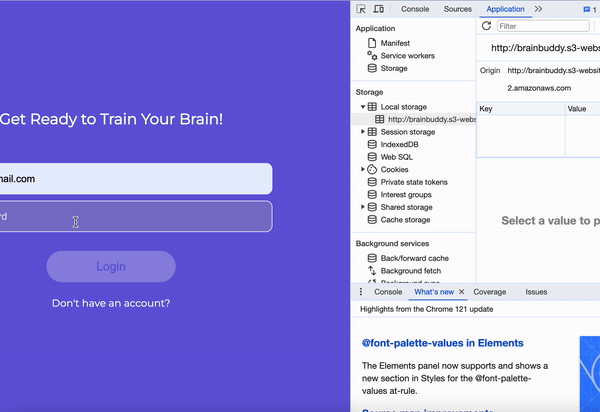 Get Ready to Train Your Brain!
nail.com
rd
Login
Don't have an account?
Console Sources Application 1
Application
Manifest
Service workers
Storage
Storage
Local storage
http://brainbuddy.s3-webs
Session storage
IndexedDB
Web SQL
Cookies
Private state tokens
Interest groups
Shared storage
Cache storage
Background services
Back/forward cache
Background fetch
Filter
http://brainbuddy.s3-webs
Origin http://brainbuddy.s3-websit
2.amazonaws.com
Key Value
Select a value to p
Console What's new Coverage Issues
Highlights from the Chrome 121 update
@font-palette-values in Elements
The Elements panel now supports and shows a
new section in Styles for the @font-palette-
values at-rule.